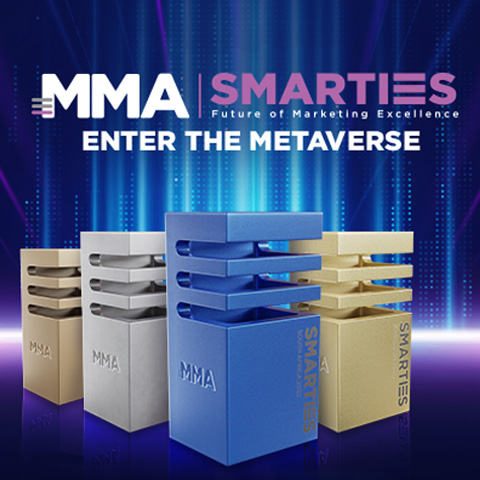 MMA | SMARTIES
Future of Marketing Excellence
ENTER THE METAVERSE
MMA
MMA
MMA
SMARTIES
SOUTH AFRICA 2022
SMARTIES